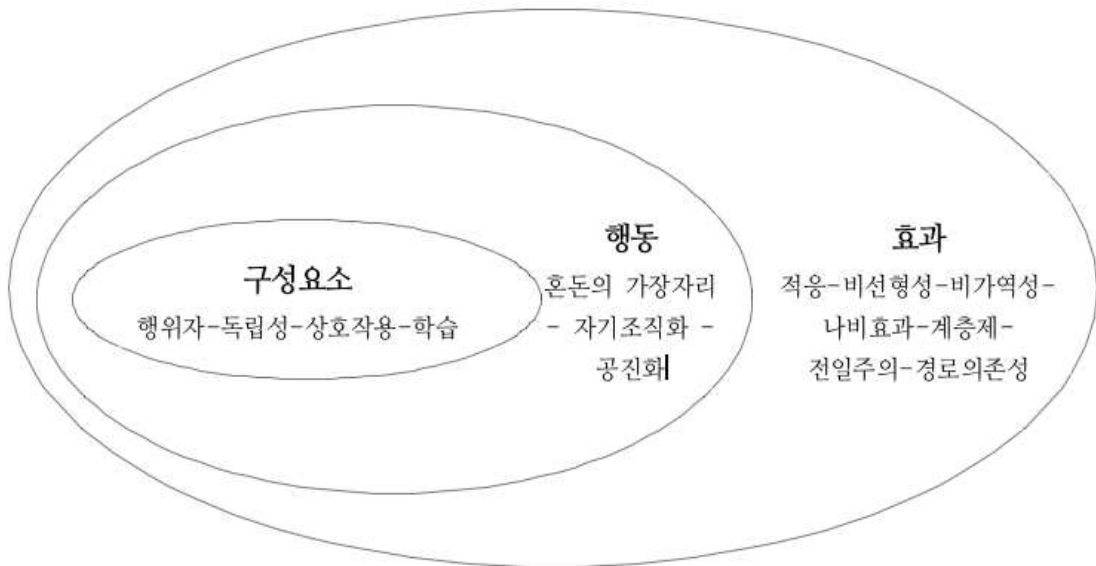 구성요소
행위자-독립성-상호작용-학습
행동
혼돈의 가장자리
- 자기조직화 -
공진화
효과
적응-비선형성-비가역성-
나비효과-계층제-
전일주의-경로의존성